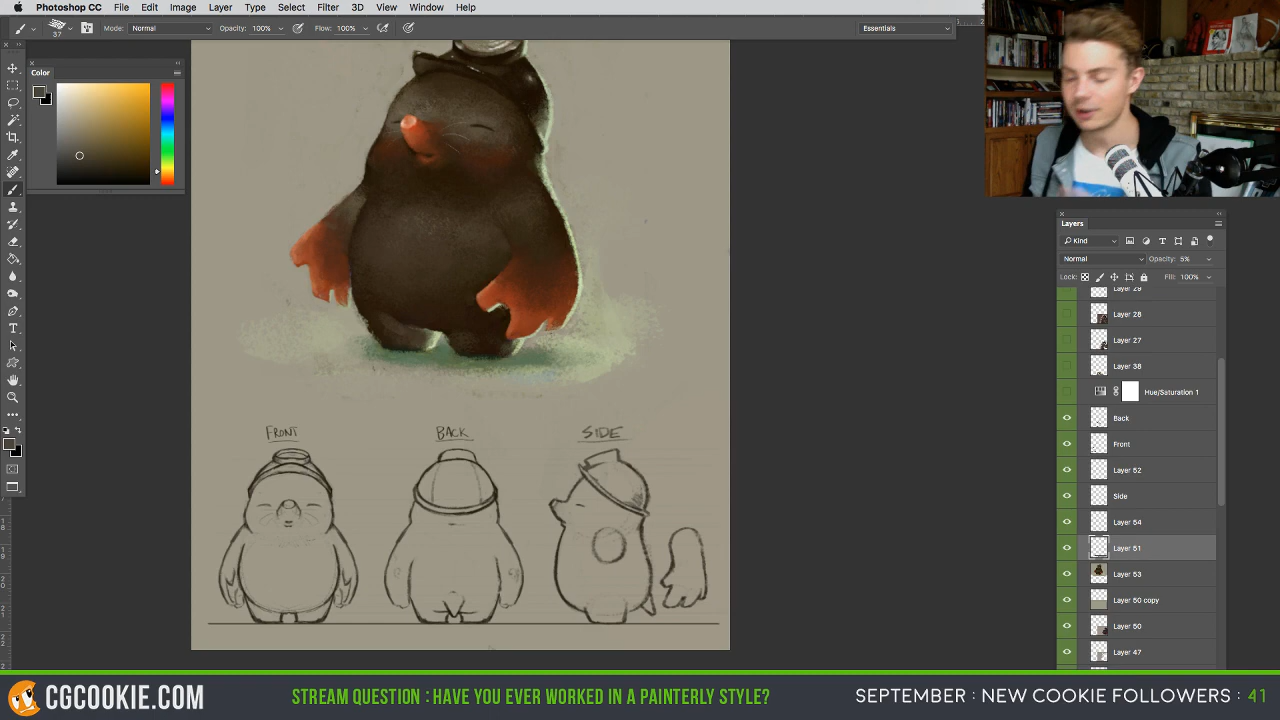 Photoshop CC File Edit Image Layer Type Select Filter 3D View Window Help
37 Mode: Normal Opacity: 100% Flow: 100% Essentials
Color
Layers
Kind
Normal Opacity: 5%
Lock: Fill: 100%
Layer 29
Layer 28
Layer 27
Layer 38
Hue/Saturation 1
Back
Front
Layer 52
Side
Layer 54
Layer 51
Layer 53
Layer 50 copy
Layer 50
Layer 47
FRONT BACK SIDE
CGCOOKIE.COM STREAM QUESTION : HAVE YOU EVER WORKED IN A PAINTERLY STYLE? SEPTEMBER : NEW COOKIE FOLLOWERS : 41